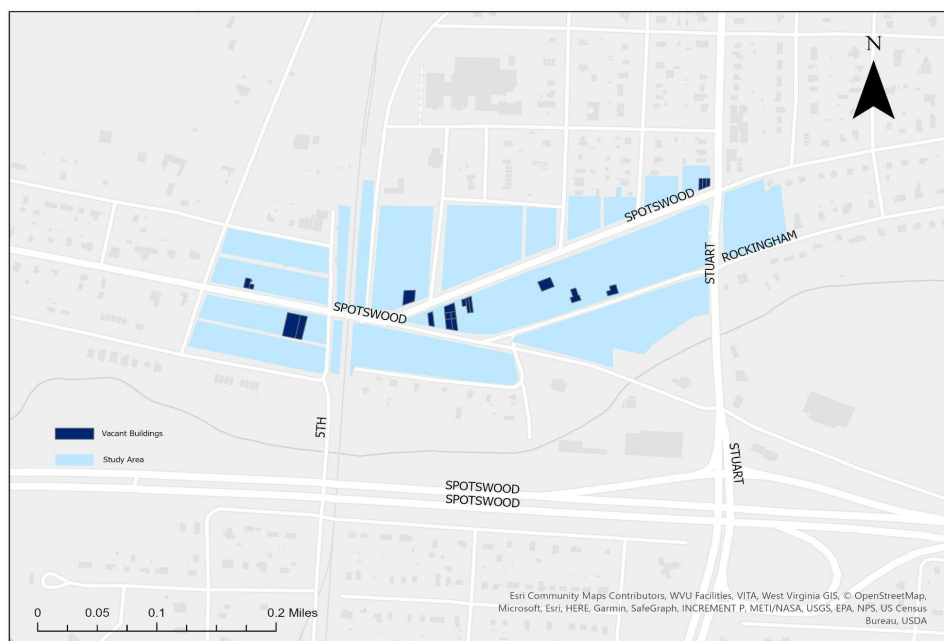 N
SPOTSWOOD
STUART
ROCKINGHAM
SPOTSWOOD
5TH
Vacant Buildings
Study Area
STUART
SPOTSWOOD
SPOTSWOOD
0 0.05 0.1 0.2 Miles
Esri Community Maps Contributors, WVU Facilities, VITA, West Virginia GIS, © OpenStreetMap,
Microsoft, Esri, HERE, Garmin, SafeGraph, INCREMENT P, METI/NASA, USGS, EPA, NPS, US Census
Bureau, USDA